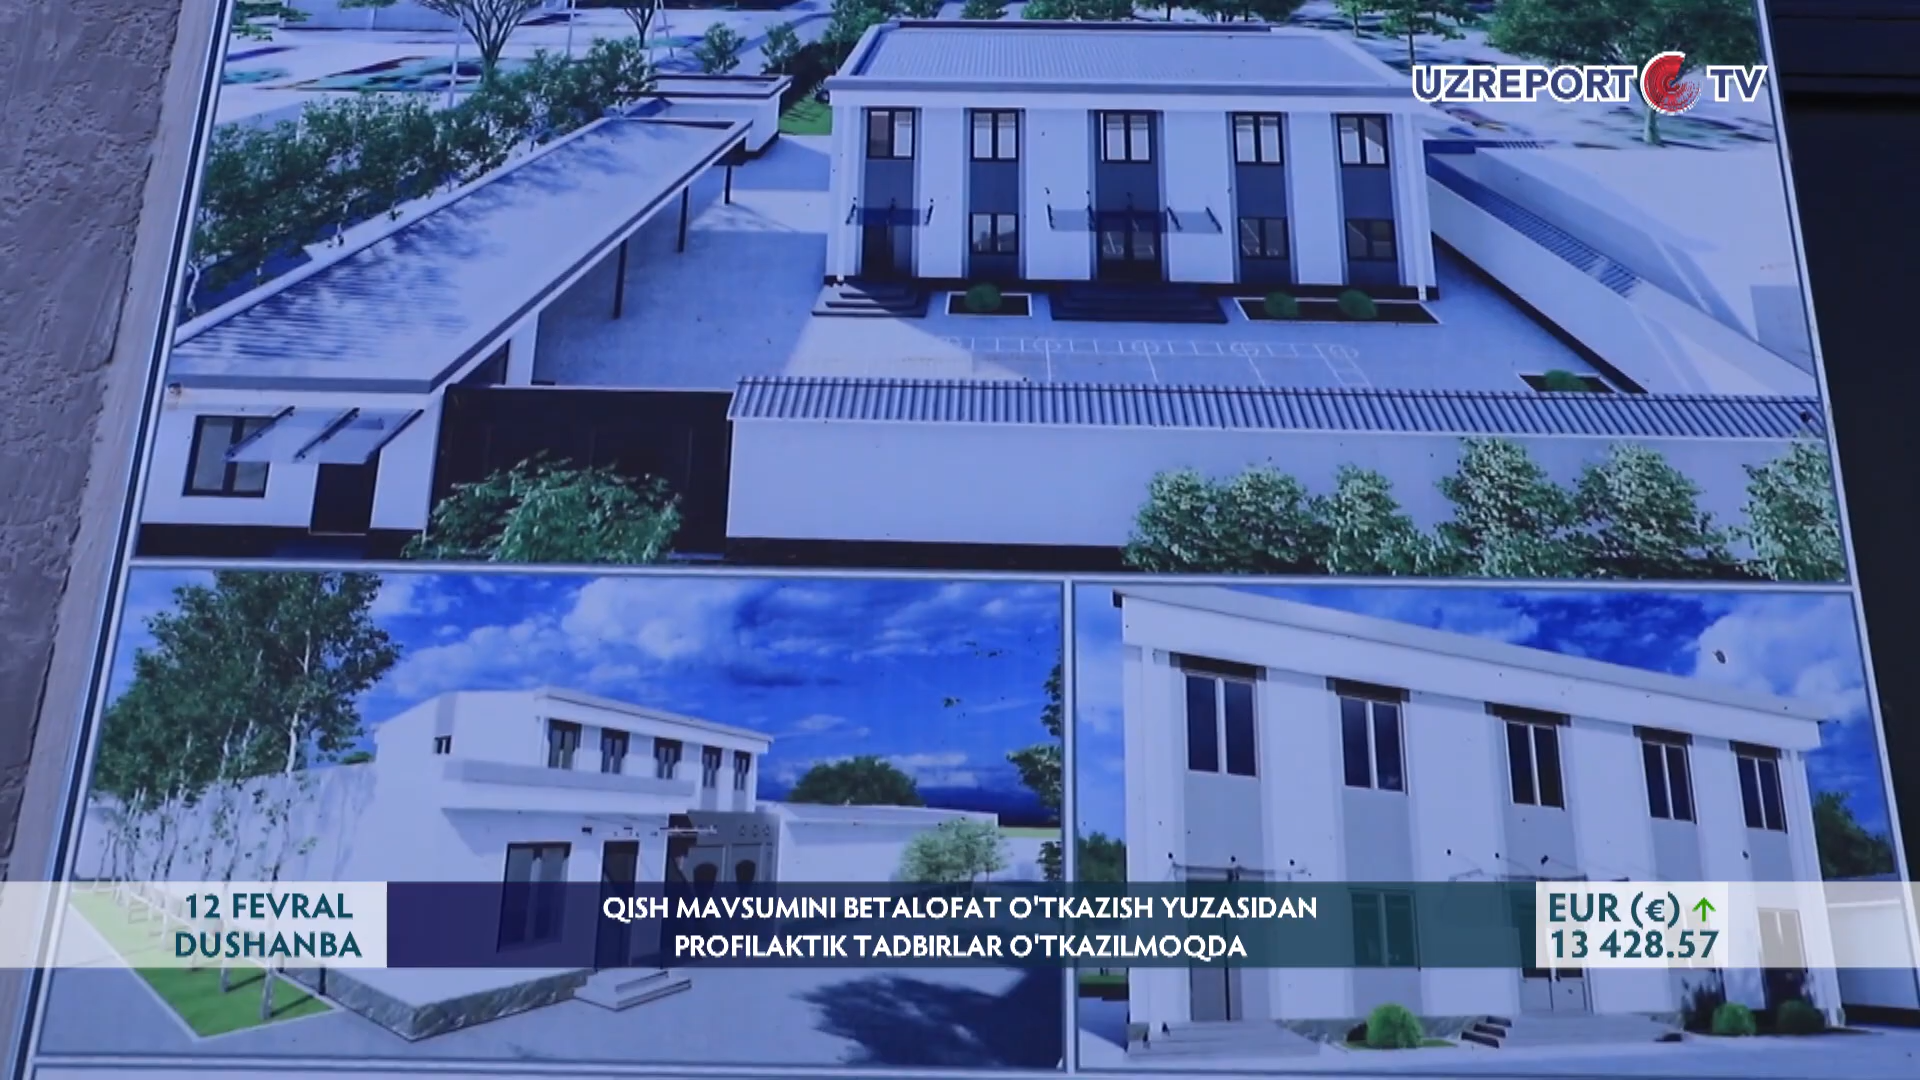 UZREPORT TV
12 FEVRAL
DUSHANBA
QISH MAVSUMINI BETALOFAT O'TKAZISH YUZASIDAN
PROFILAKTIK TADBIRLAR O'TKAZILMOQDA
EUR (€) ↑
13 428.57